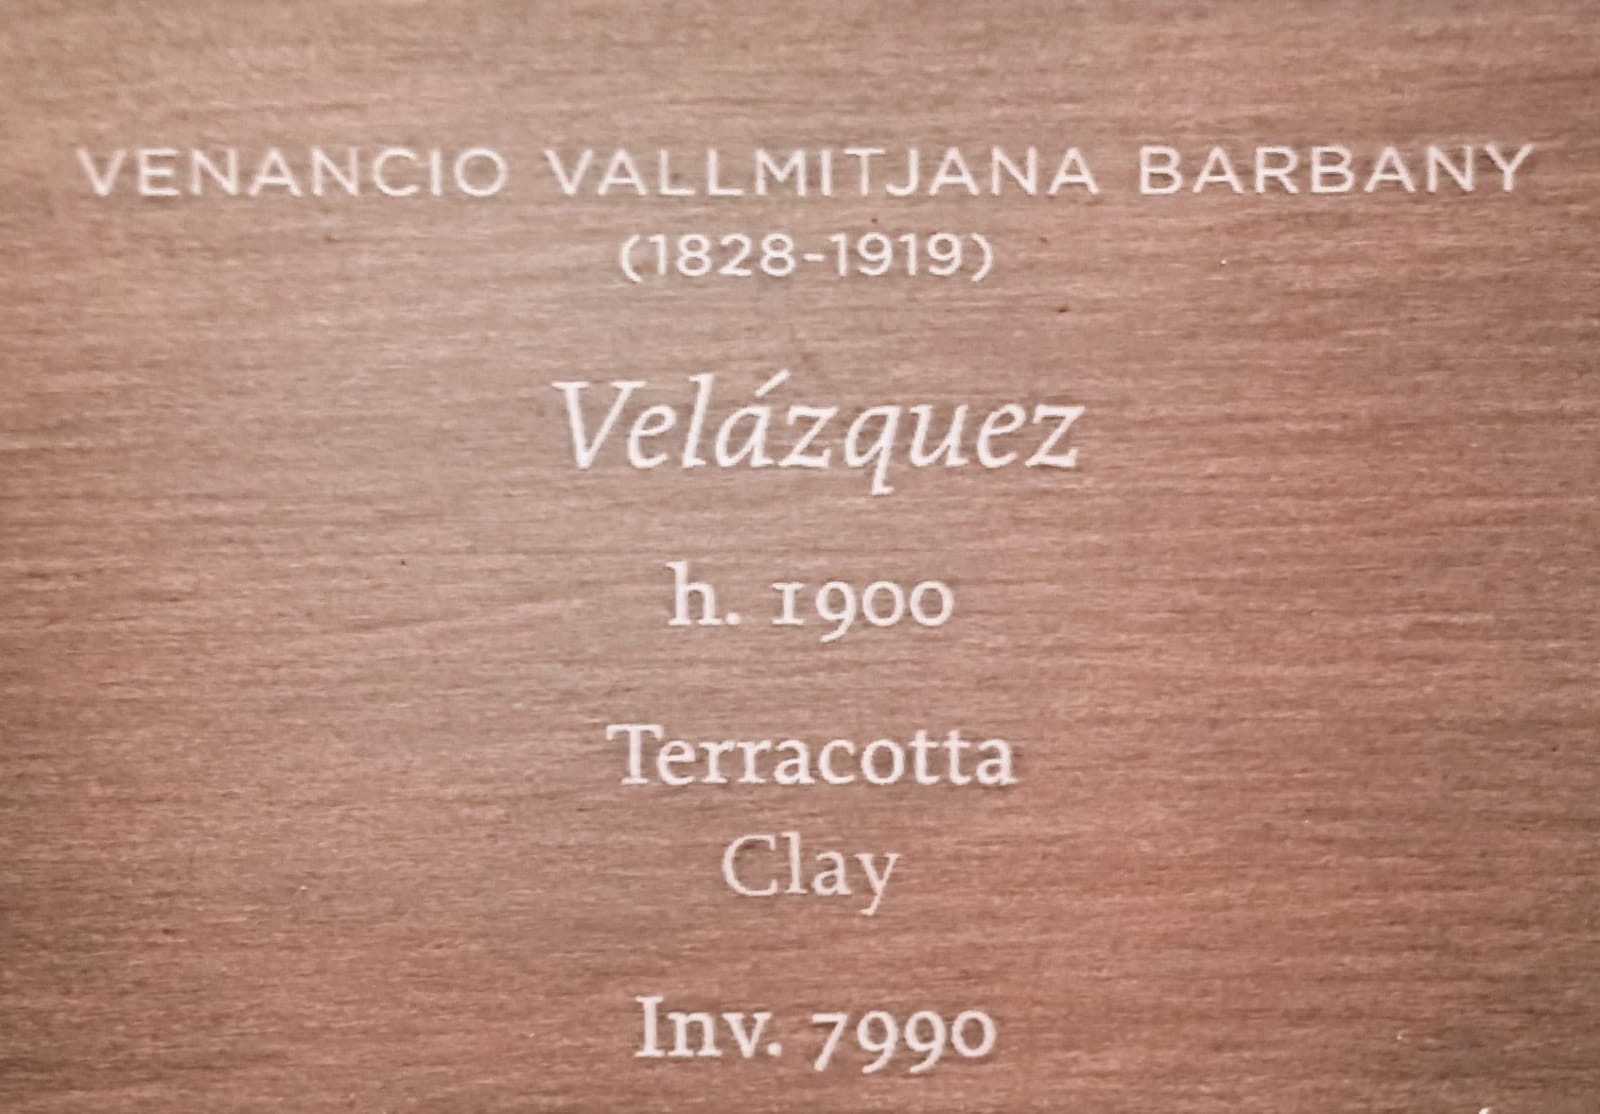 VENANCIO VALLMITJANA BARBANY
(1828-1919)
Velázquez
h. 1900
Terracotta
Clay
Inv. 7990